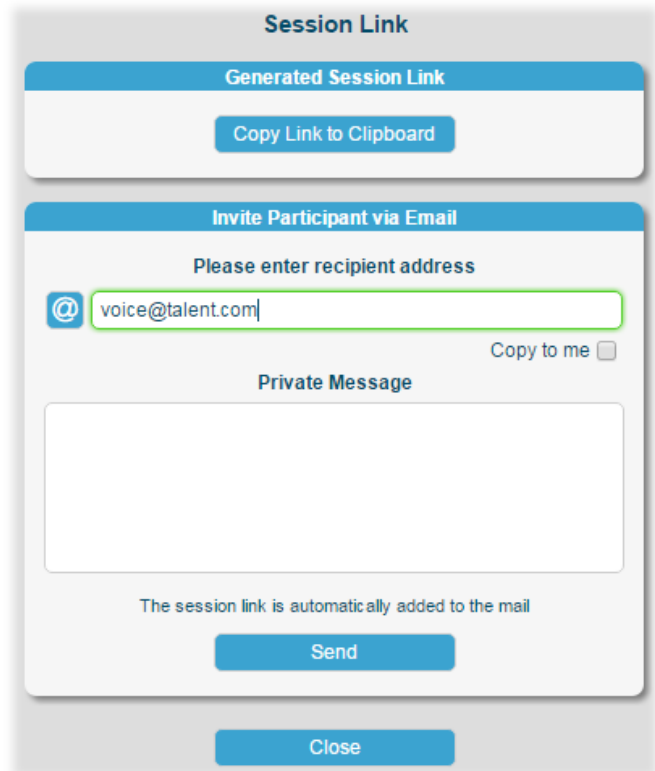 Session Link
Generated Session Link
Copy Link to Clipboard
Invite Participant via Email
Please enter recipient address
@ voice@talent.com
Copy to me
Private Message
The session link is automatically added to the mail
Send
Close